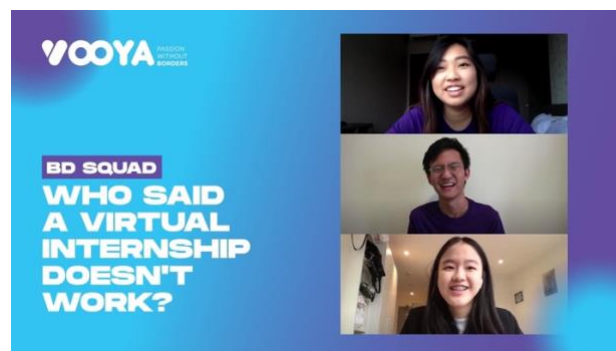 VOOYA
PASSION
WITHOUT
BORDERS
BD SQUAD
WHO SAID
A VIRTUAL
INTERNSHIP
DOESN'T
WORK?